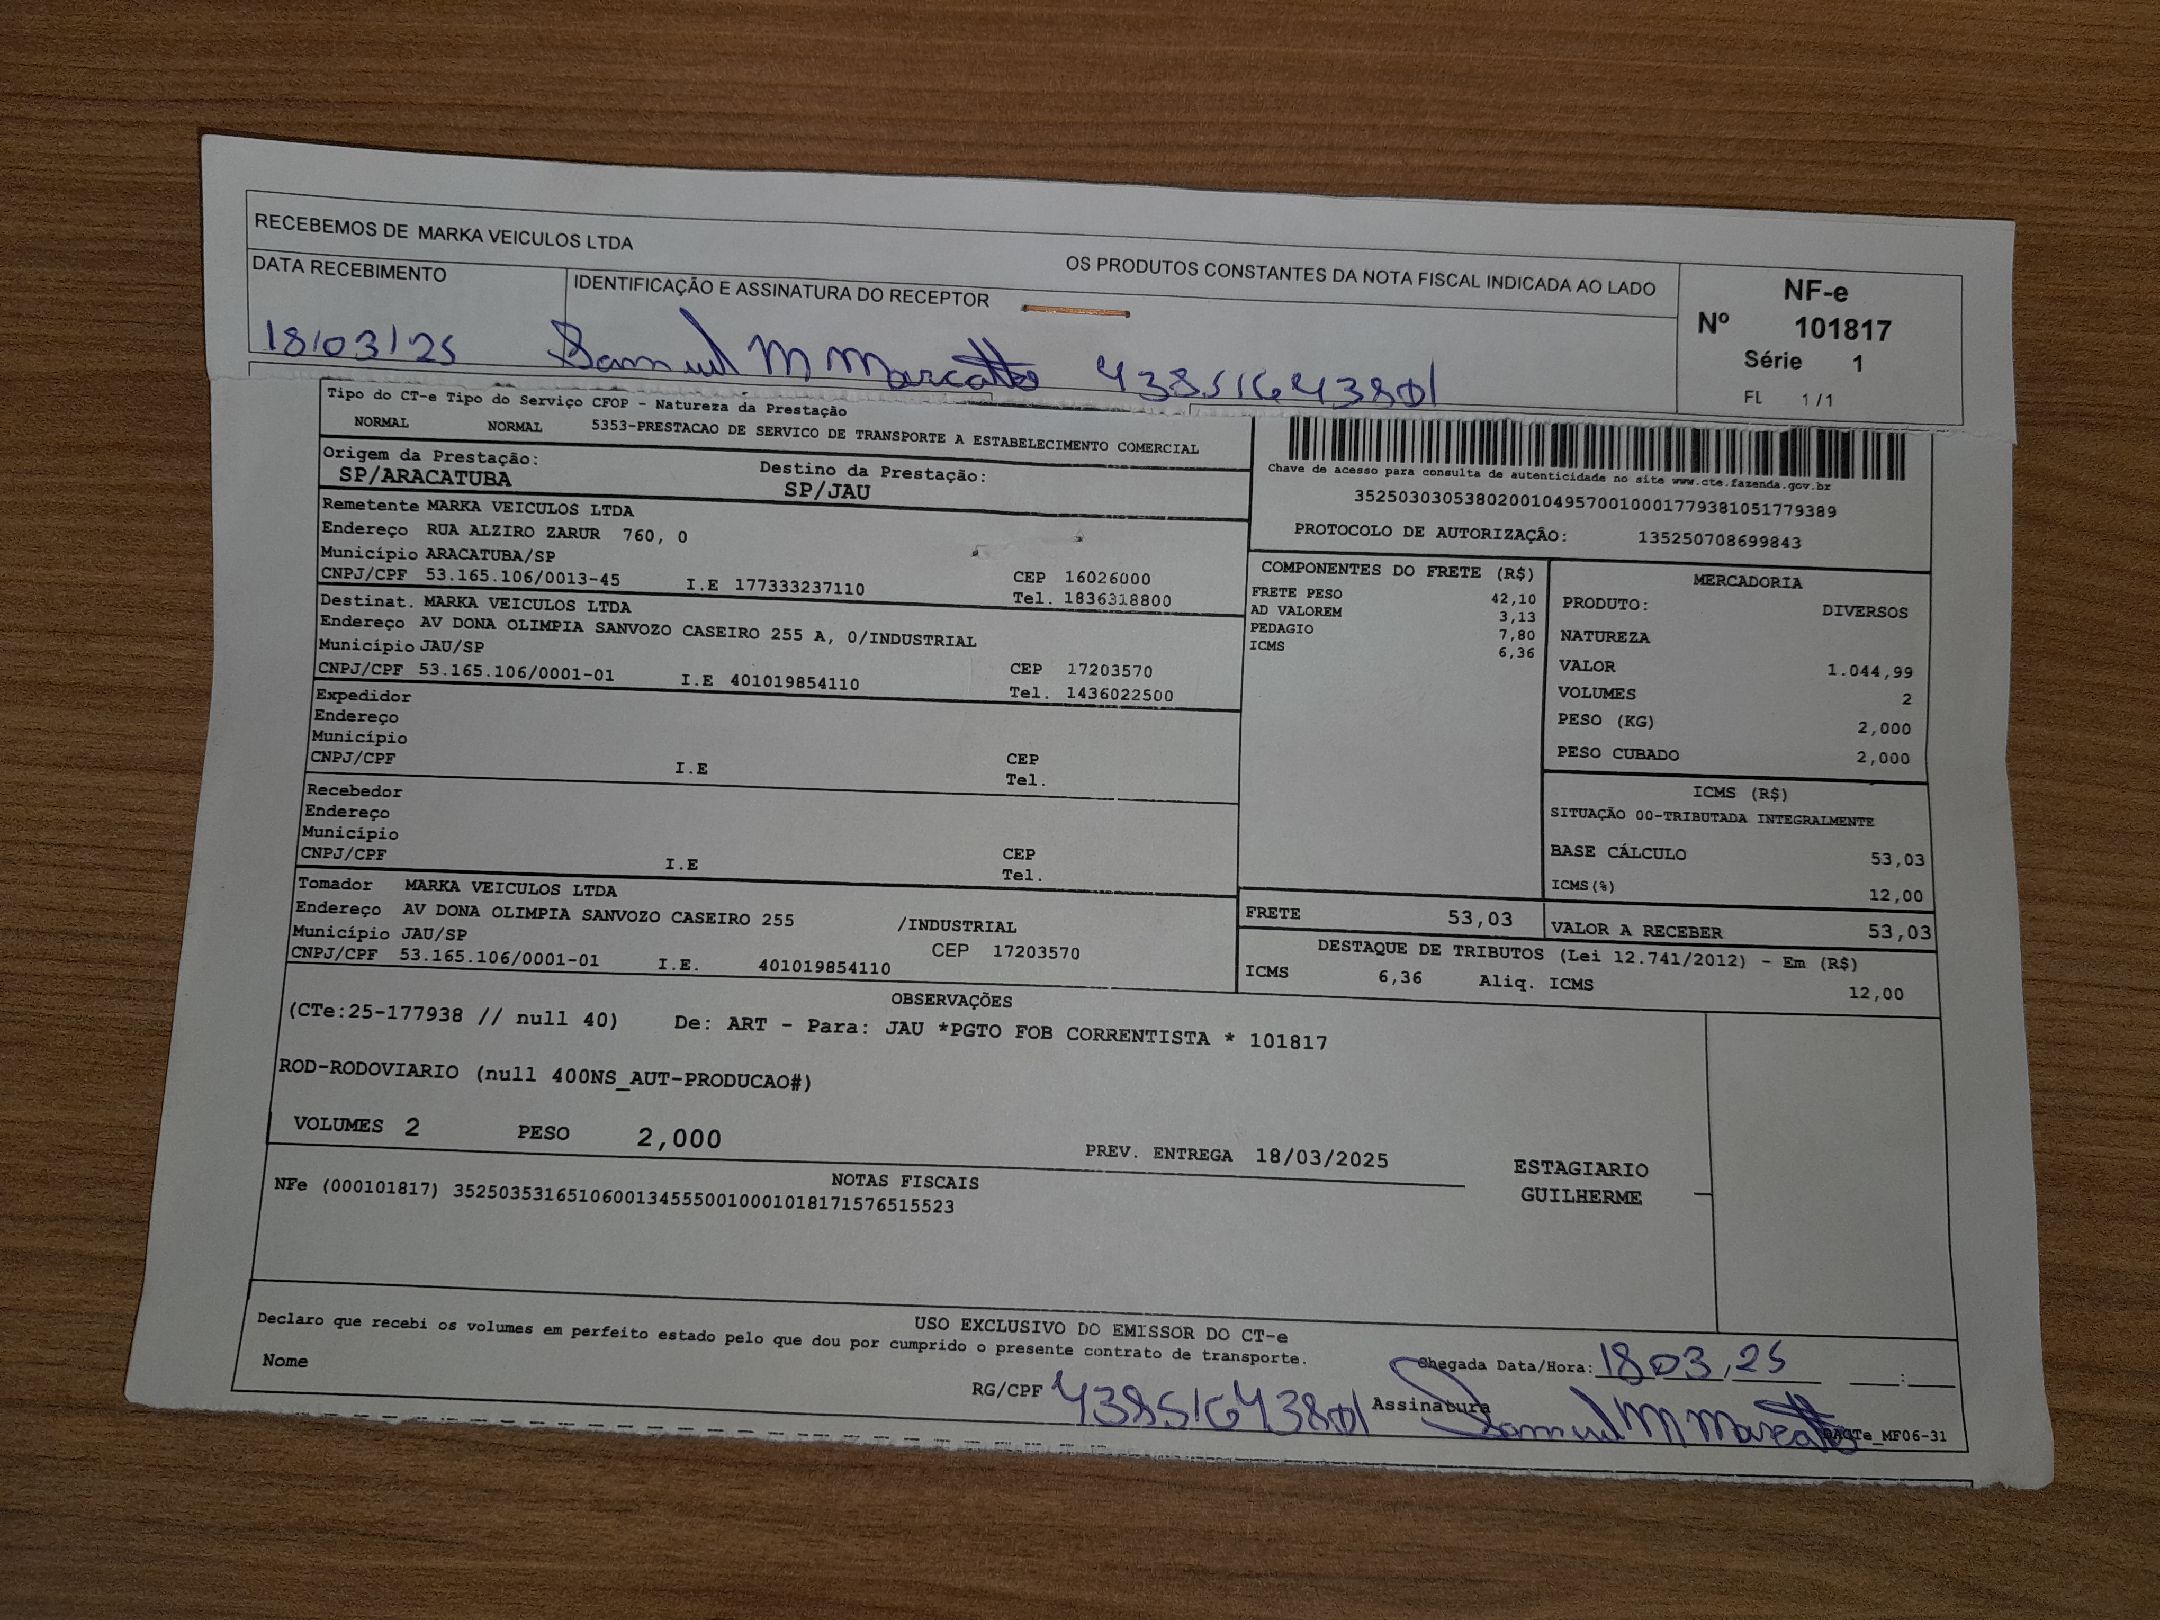 RECEBEMOS DE MARKA VEICULOS LTDA
OS PRODUTOS CONSTANTES DA NOTA FISCAL INDICADA AO LADO
DATA RECEBIMENTO
IDENTIFICAÇÃO E ASSINATURA DO RECEPTOR
18/03/25 Samuel M Marcatto 43851643801
NF-e
Nº 101817
Série 1
FL 1/1
Tipo do CT-e Tipo do Serviço CFOP - Natureza da Prestação
NORMAL NORMAL 5353-PRESTACAO DE SERVICO DE TRANSPORTE A ESTABELECIMENTO COMERCIAL
Origem da Prestação: Destino da Prestação:
SP/ARACATUBA SP/JAU
Chave de acesso para consulta de autenticidade no site www.cte.fazenda.gov.br
35250303053802001049570010001779381051779389
PROTOCOLO DE AUTORIZAÇÃO: 135250708699843
Remetente MARKA VEICULOS LTDA
Endereço RUA ALZIRO ZARUR 760, 0
Município ARACATUBA/SP CEP 16026000
CNPJ/CPF 53.165.106/0013-45 I.E 177333237110 Tel. 1836318800
Destinat. MARKA VEICULOS LTDA
Endereço AV DONA OLIMPIA SANVOZO CASEIRO 255 A, 0/INDUSTRIAL
Município JAU/SP CEP 17203570
CNPJ/CPF 53.165.106/0001-01 I.E 401019854110 Tel. 1436022500
Expedidor
Endereço
Município CEP
CNPJ/CPF I.E Tel.
Recebedor
Endereço
Município CEP
CNPJ/CPF I.E Tel.
Tomador MARKA VEICULOS LTDA
Endereço AV DONA OLIMPIA SANVOZO CASEIRO 255 /INDUSTRIAL
Município JAU/SP CEP 17203570
CNPJ/CPF 53.165.106/0001-01 I.E. 401019854110
COMPONENTES DO FRETE (R$)
FRETE PESO 42,10
AD VALOREM 3,13
PEDAGIO 7,80
ICMS 6,36
MERCADORIA
PRODUTO: DIVERSOS
NATUREZA
VALOR 1.044,99
VOLUMES 2
PESO (KG) 2,000
PESO CUBADO 2,000
ICMS (R$)
SITUAÇÃO 00-TRIBUTADA INTEGRALMENTE
BASE CÁLCULO 53,03
ICMS(%) 12,00
FRETE 53,03 VALOR A RECEBER 53,03
DESTAQUE DE TRIBUTOS (Lei 12.741/2012) - Em (R$)
ICMS 6,36 Aliq. ICMS 12,00
OBSERVAÇÕES
(CTe:25-177938 // null 40) De: ART - Para: JAU *PGTO FOB CORRENTISTA * 101817
ROD-RODOVIARIO (null 400NS_AUT-PRODUCAO#)
VOLUMES 2 PESO 2,000 PREV. ENTREGA 18/03/2025
ESTAGIARIO
GUILHERME
NOTAS FISCAIS
NFe (000101817) 35250353165106001345550010001018171576515523
USO EXCLUSIVO DO EMISSOR DO CT-e
Declaro que recebi os volumes em perfeito estado pelo que dou por cumprido o presente contrato de transporte.
Chegada Data/Hora: 18 03, 25 __:__
Nome RG/CPF 43851643801 Assinatura Samuel M Marcatto
DACTe_MF06-31